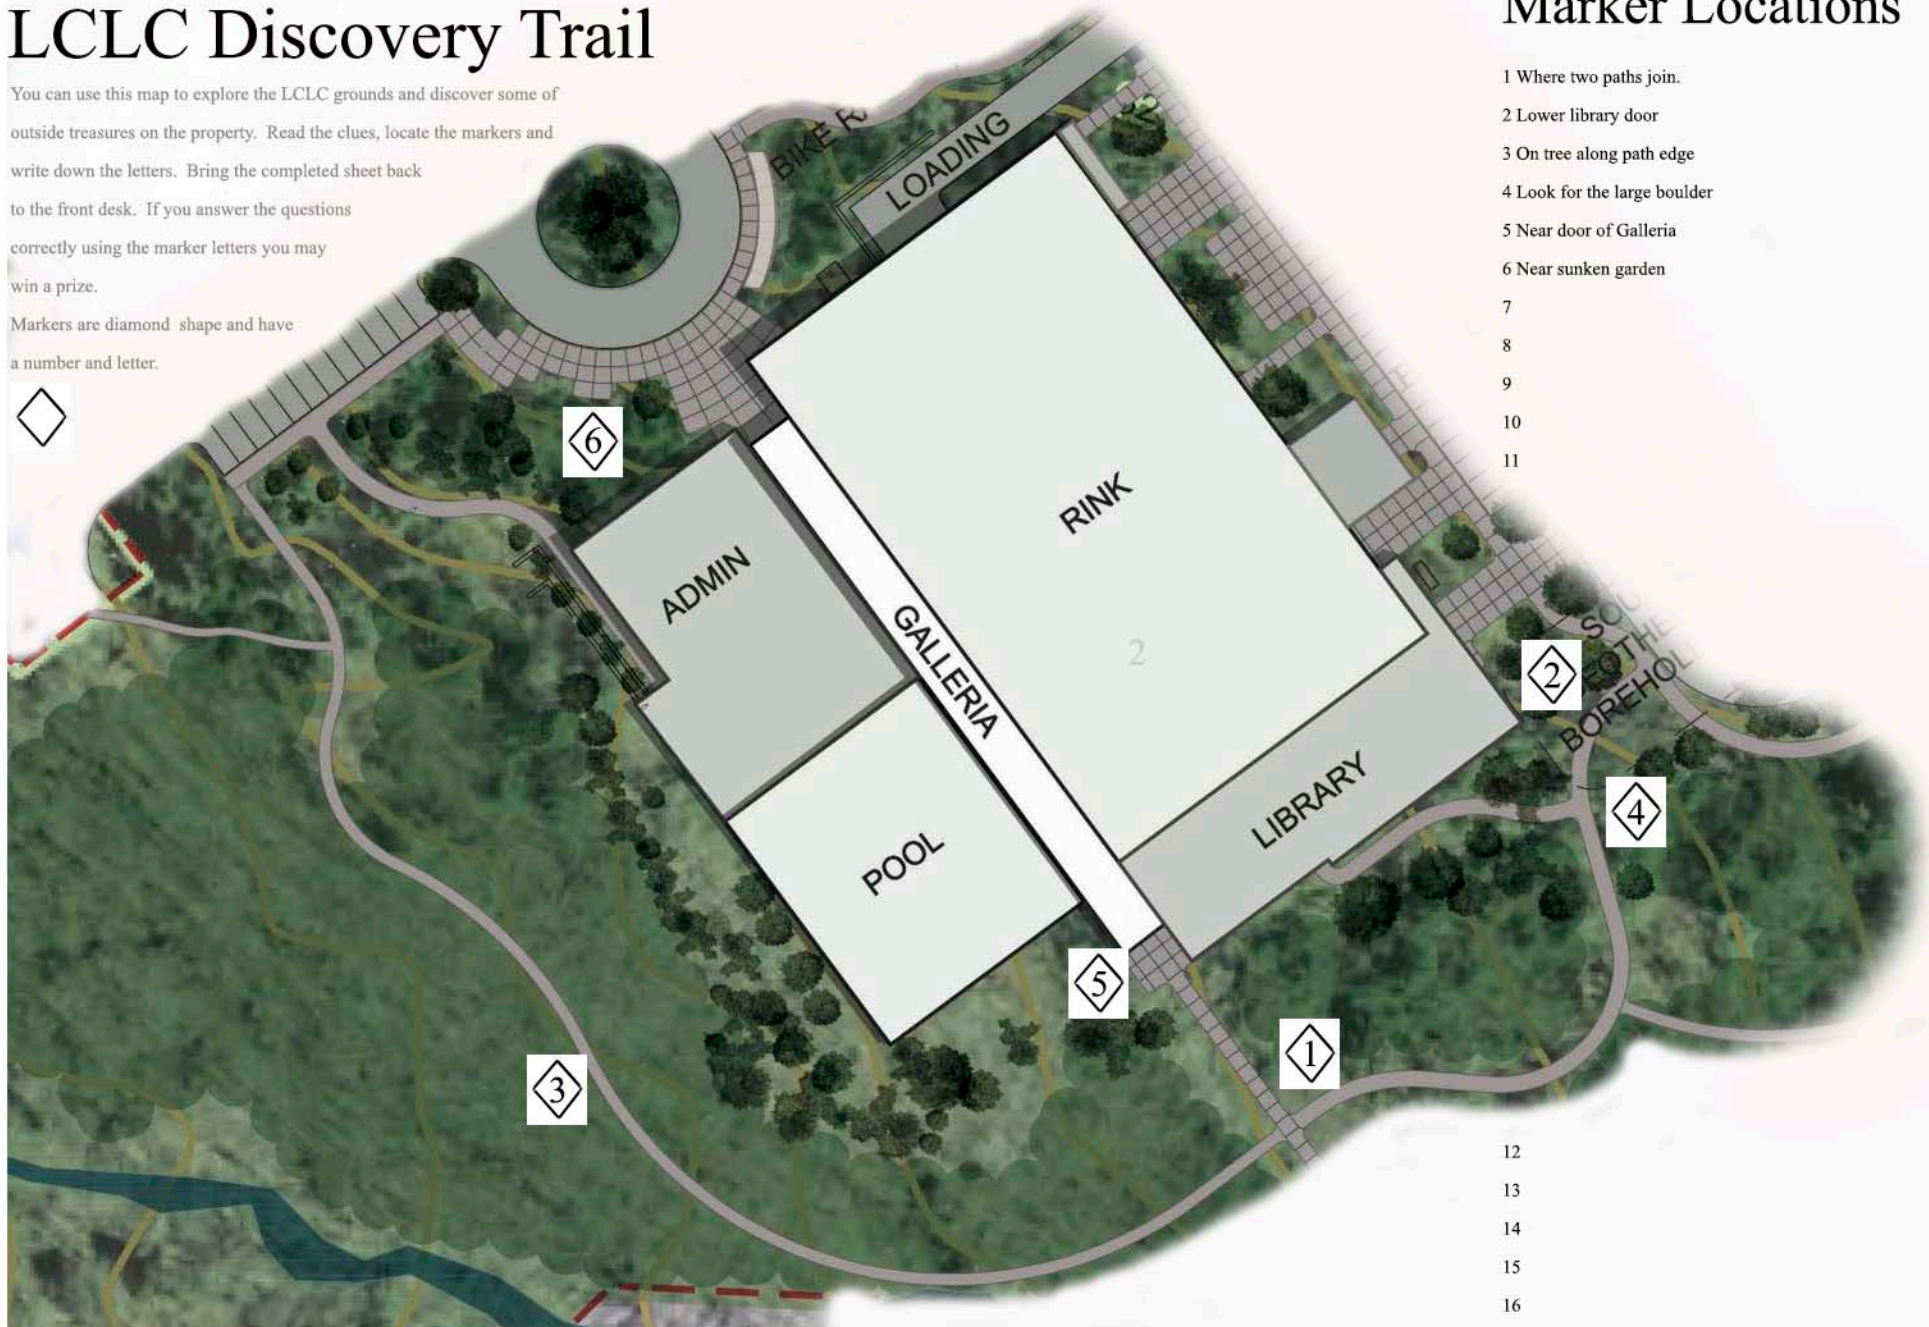 LCLC Discovery Trail
You can use this map to explore the LCLC grounds and discover some of
outside treasures on the property. Read the clues, locate the markers and
write down the letters. Bring the completed sheet back
to the front desk. If you answer the questions
correctly using the marker letters you may
win a prize.
Markers are diamond shape and have
a number and letter.
Marker Locations
1 Where two paths join.
2 Lower library door
3 On tree along path edge
4 Look for the large boulder
5 Near door of Galleria
6 Near sunken garden
7
8
9
10
11
12
13
14
15
16
BIKE
LOADING
6
RINK
ADMIN
GALLERIA
2
2
4
LIBRARY
POOL
5
1
3